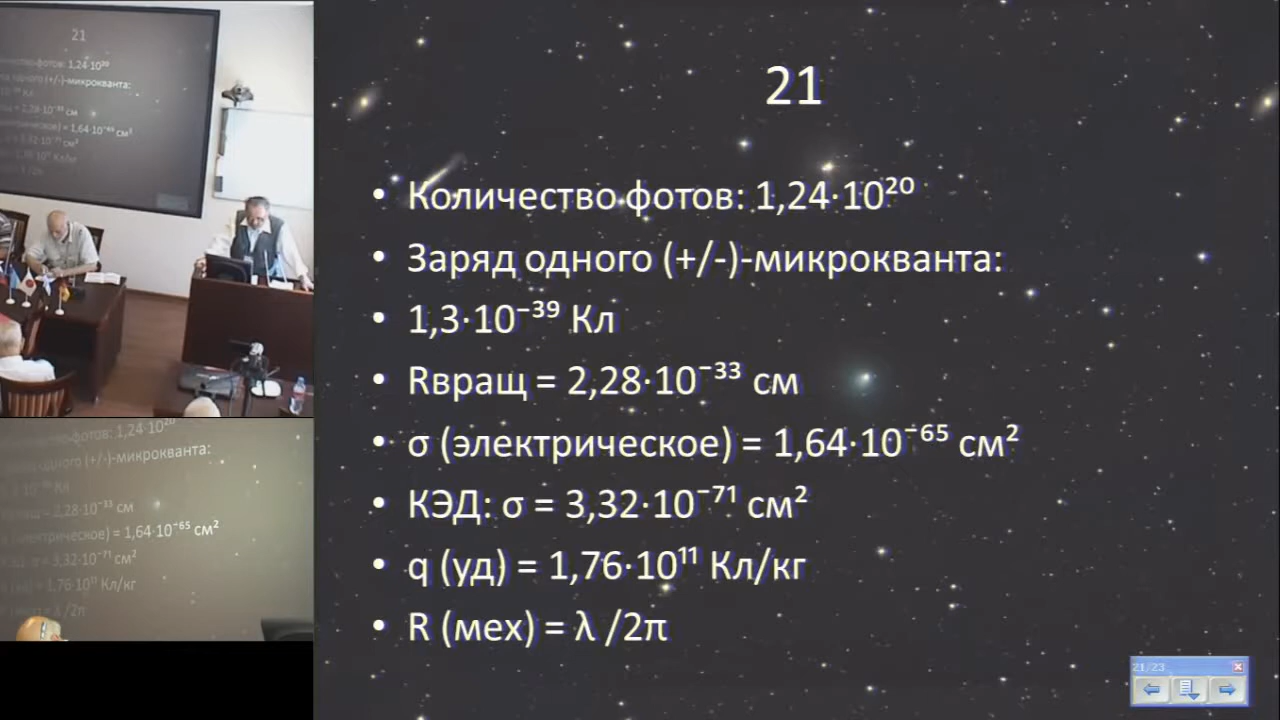 21
Количество фотов: 1,24·10²⁰
Заряд одного (+/-)-микрокванта:
1,3·10⁻³⁹ Кл
Rвращ = 2,28·10⁻³³ см
σ (электрическое) = 1,64·10⁻⁶⁵ см²
КЭД: σ = 3,32·10⁻⁷¹ см²
q (уд) = 1,76·10¹¹ Кл/кг
R (мех) = λ /2π
21/23